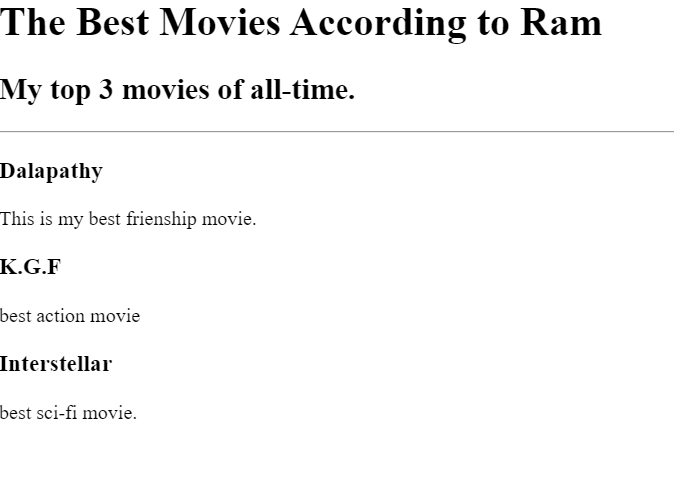 The Best Movies According to Ram
My top 3 movies of all-time.
Dalapathy
This is my best frienship movie.
K.G.F
best action movie
Interstellar
best sci-fi movie.